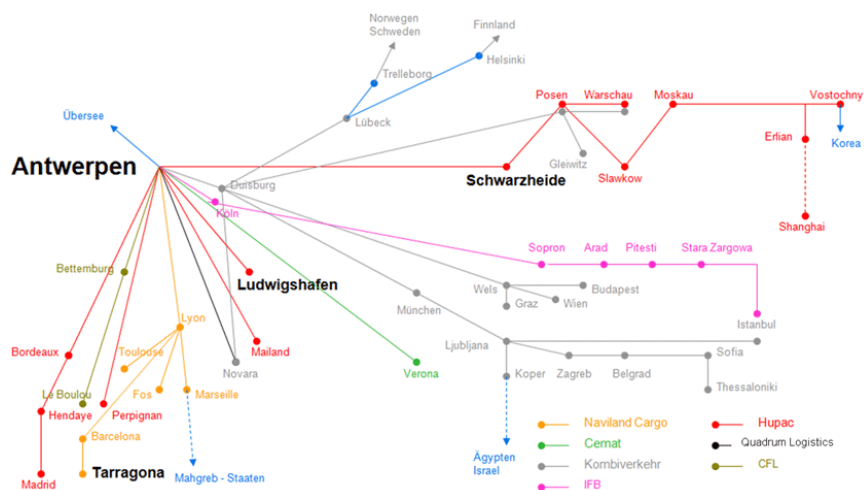 Norwegen
Schweden
Finnland
Trelleborg
Helsinki
Übersee
Lübeck
Posen
Warschau
Moskau
Vostochny
Erlian
Korea
Antwerpen
Gleiwitz
Duisburg
Schwarzheide
Slawkow
Köln
Shanghai
Sopron
Arad
Pitesti
Stara Zargowa
Bettemburg
Ludwigshafen
Wels
Budapest
Graz
Wien
München
Istanbul
Lyon
Bordeaux
Toulouse
Mailand
Ljubljana
Sofia
Novara
Verona
Koper
Zagreb
Belgrad
Thessaloniki
Le Boulou
Fos
Marseille
Hendaye
Perpignan
Barcelona
Madrid
Tarragona
Mahgreb - Staaten
Ägypten
Israel
Naviland Cargo
Hupac
Cemat
Quadrum Logistics
Kombiverkehr
CFL
IFB